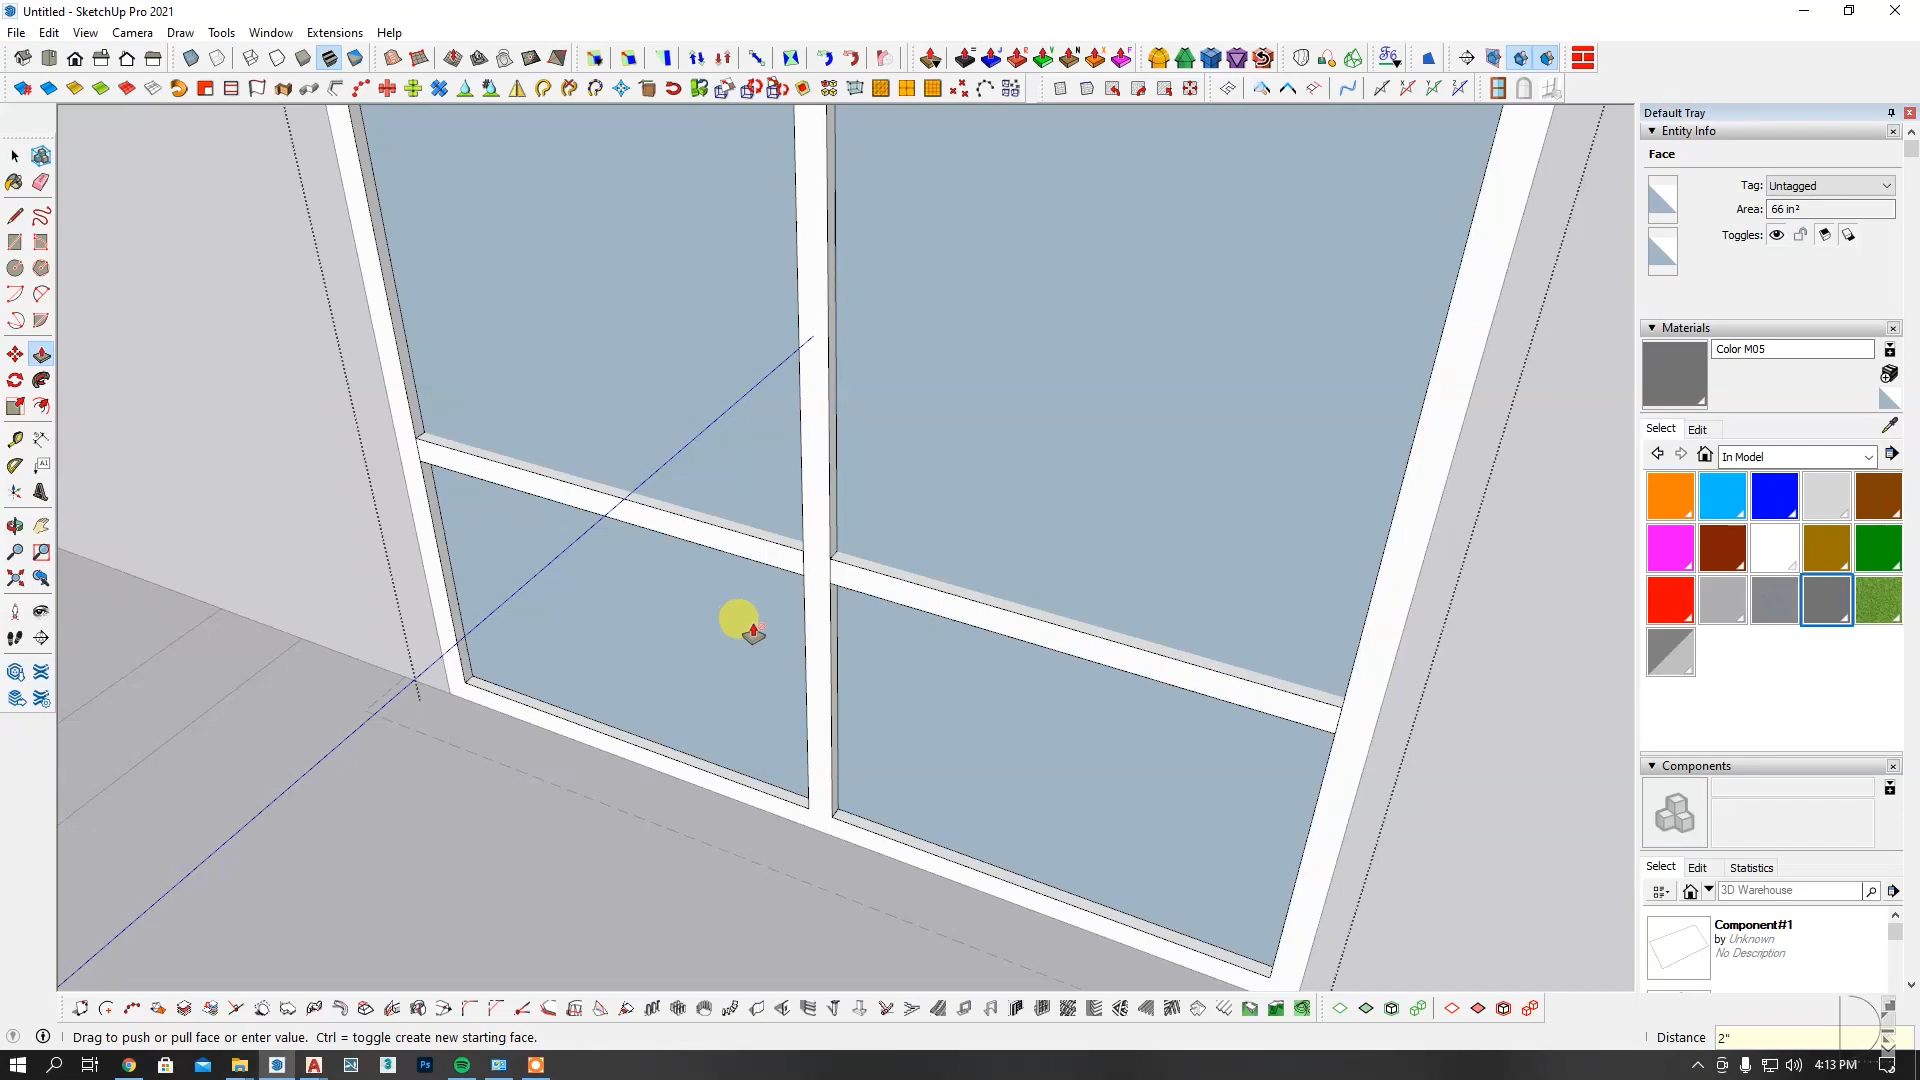 Untitled - SketchUp Pro 2021
File Edit View Camera Draw Tools Window Extensions Help
Default Tray
Entity Info
Face
Tag: Untagged
Area: 66 in²
Toggles:
Materials
Color M05
Select Edit
In Model
Components
Select Edit Statistics
3D Warehouse
Component#1
by Unknown
No Description
Drag to push or pull face or enter value. Ctrl = toggle create new starting face.
Distance 2"
4:13 PM